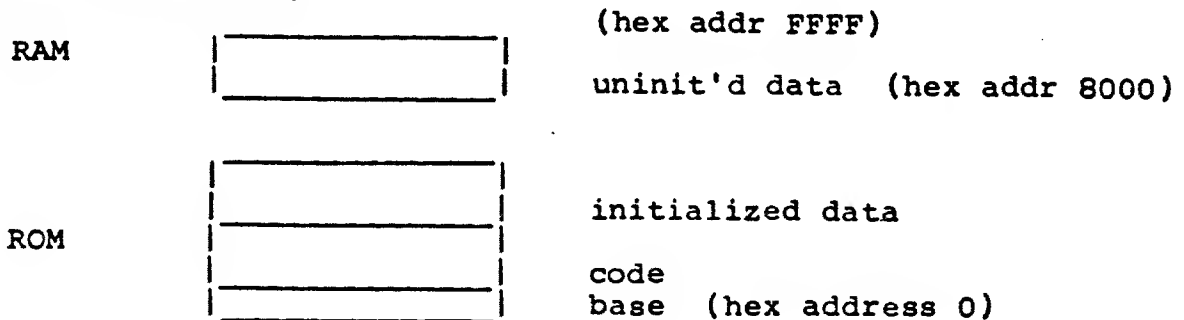 (hex addr FFFF)
RAM
uninit'd data (hex addr 8000)
initialized data
ROM
code
base (hex address 0)